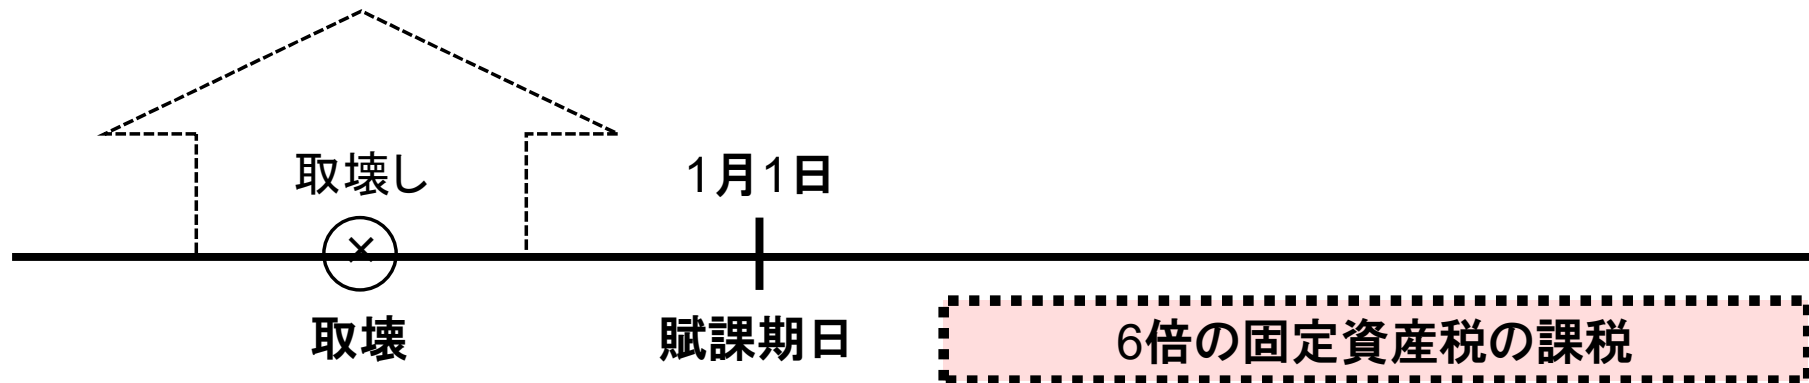 取壊し
1月1日
取壊
賦課期日
6倍の固定資産税の課税